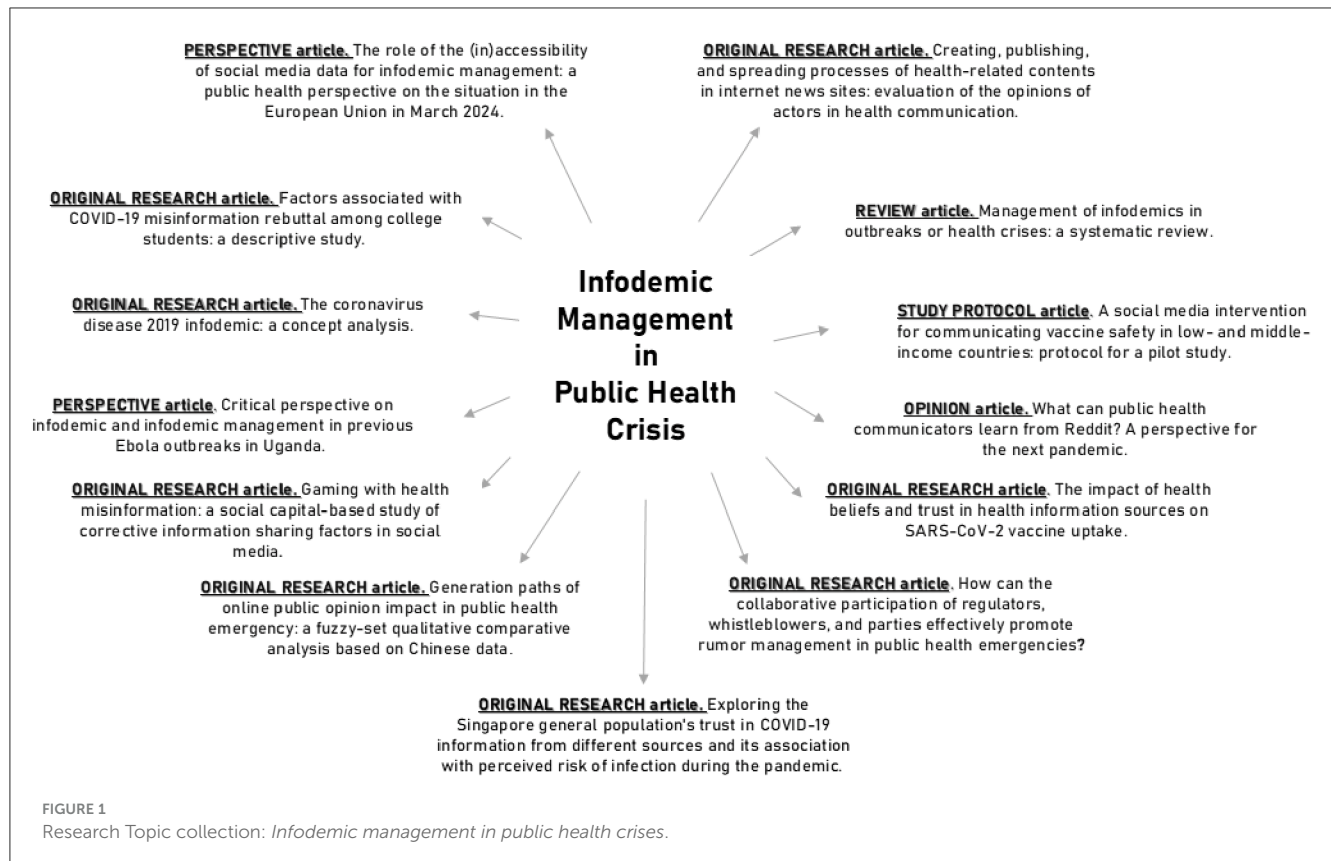 PERSPECTIVE article. The role of the (in)accessibility
of social media data for infodemic management: a
public health perspective on the situation in the
European Union in March 2024.
ORIGINAL RESEARCH article. Creating, publishing,
and spreading processes of health-related contents
in internet news sites: evaluation of the opinions of
actors in health communication.
ORIGINAL RESEARCH article. Factors associated with
COVID-19 misinformation rebuttal among college
students: a descriptive study.
REVIEW article. Management of infodemics in
outbreaks or health crises: a systematic review.
Infodemic
Management
in
Public Health
Crisis
ORIGINAL RESEARCH article. The coronavirus
disease 2019 infodemic: a concept analysis.
STUDY PROTOCOL article. A social media intervention
for communicating vaccine safety in low- and middle-
income countries: protocol for a pilot study.
PERSPECTIVE article. Critical perspective on
infodemic and infodemic management in previous
Ebola outbreaks in Uganda.
OPINION article. What can public health
communicators learn from Reddit? A perspective for
the next pandemic.
ORIGINAL RESEARCH article. Gaming with health
misinformation: a social capital-based study of
corrective information sharing factors in social
media.
ORIGINAL RESEARCH article. The impact of health
beliefs and trust in health information sources on
SARS-CoV-2 vaccine uptake.
ORIGINAL RESEARCH article. Generation paths of
online public opinion impact in public health
emergency: a fuzzy-set qualitative comparative
analysis based on Chinese data.
ORIGINAL RESEARCH article. How can the
collaborative participation of regulators,
whistleblowers, and parties effectively promote
rumor management in public health emergencies?
ORIGINAL RESEARCH article. Exploring the
Singapore general population's trust in COVID-19
information from different sources and its association
with perceived risk of infection during the pandemic.
FIGURE 1
Research Topic collection: Infodemic management in public health crises.